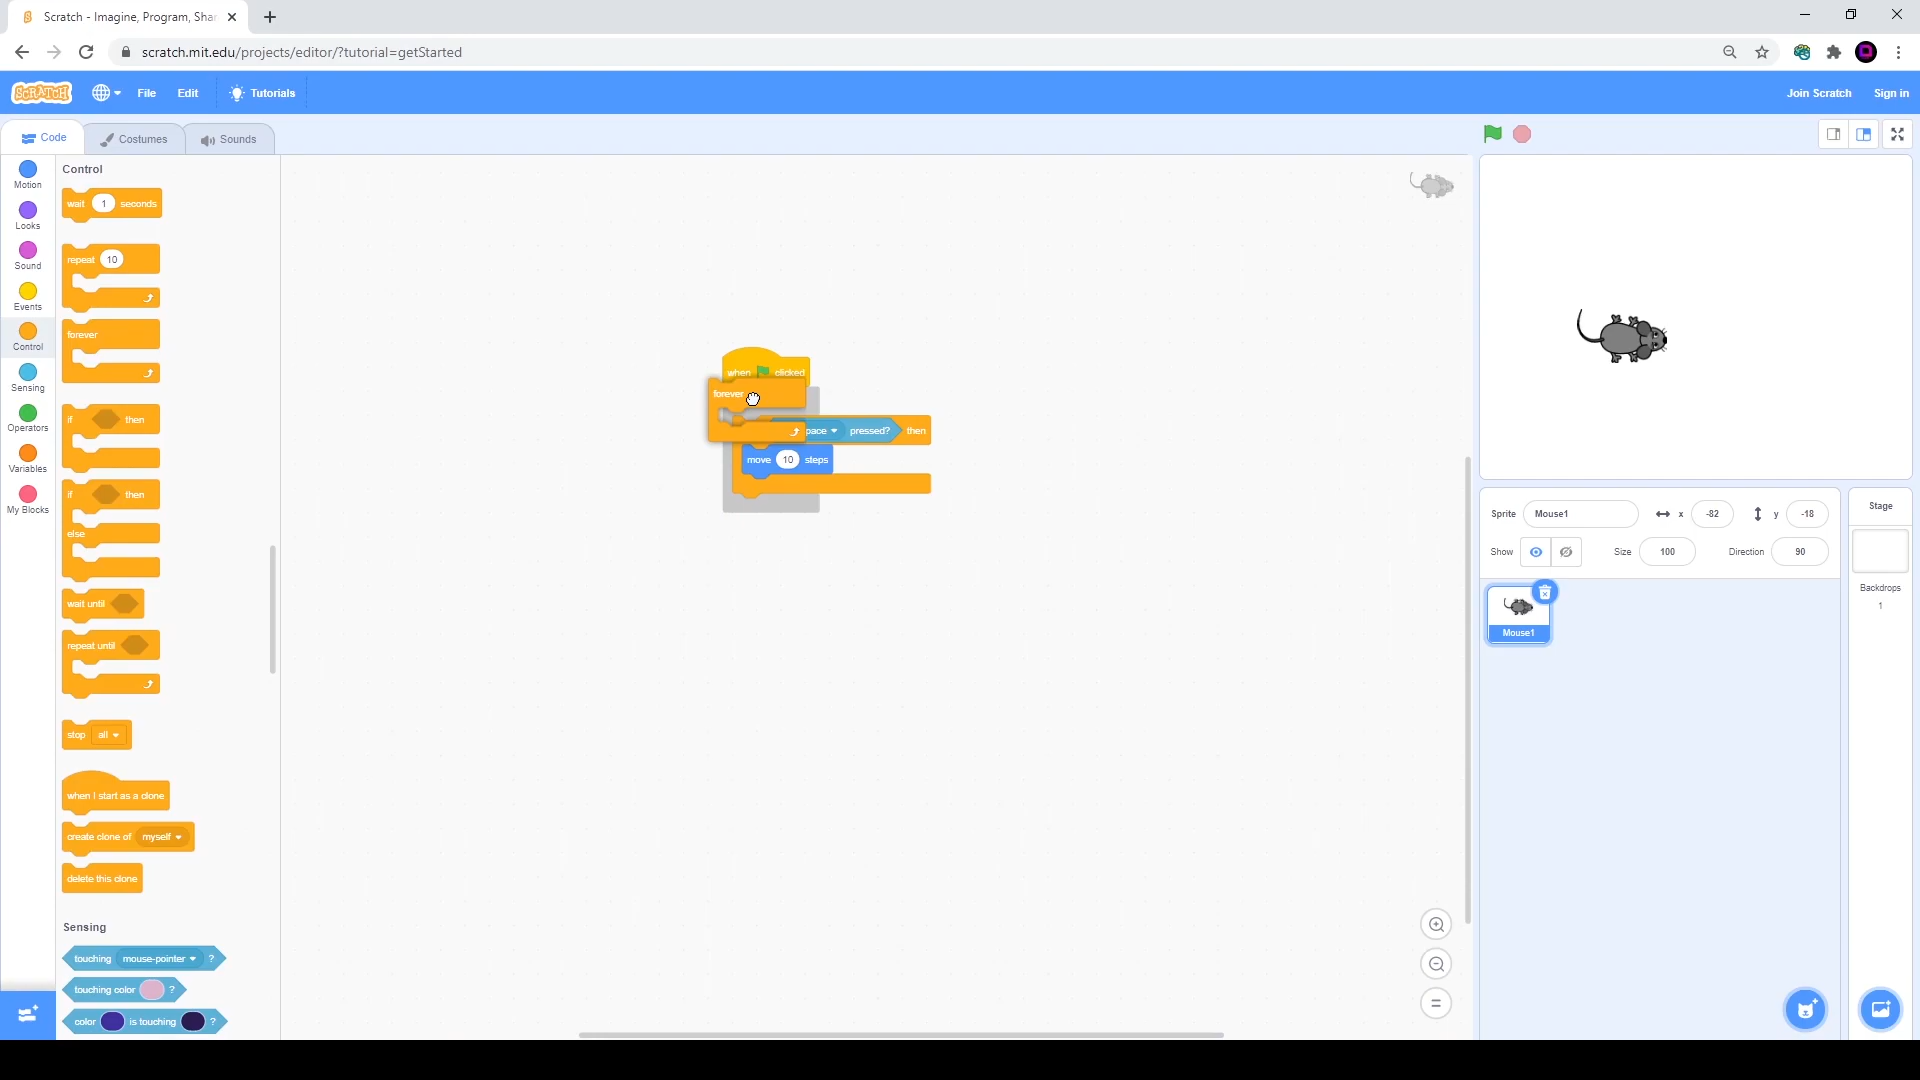 Scratch - Imagine, Program, Shar
scratch.mit.edu/projects/editor/?tutorial=getStarted
SCRATCH
File
Edit
Tutorials
Join Scratch
Sign in
Code
Costumes
Sounds
Motion
Looks
Sound
Events
Control
Sensing
Operators
Variables
My Blocks
Control
wait 1 seconds
repeat 10
forever
if then
if then
else
wait until
repeat until
stop all
when I start as a clone
create clone of myself
delete this clone
Sensing
touching mouse-pointer ?
touching color ?
color is touching ?
when clicked
forever
pace pressed? then
move 10 steps
Sprite Mouse1 x -82 y -18
Show Size 100 Direction 90
Mouse1
Stage
Backdrops
1